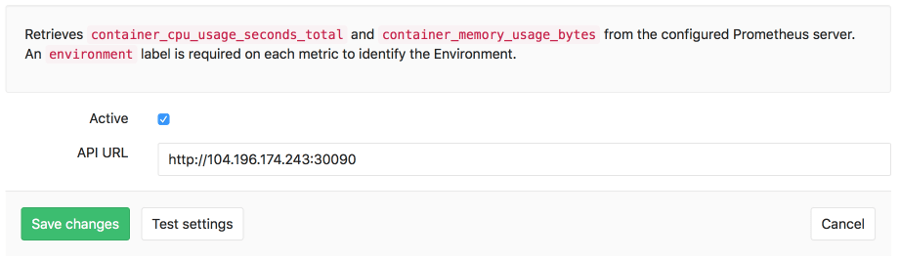 Retrieves container_cpu_usage_seconds_total and container_memory_usage_bytes from the configured Prometheus server.
An environment label is required on each metric to identify the Environment.
Active
API URL http://104.196.174.243:30090
Save changes Test settings Cancel